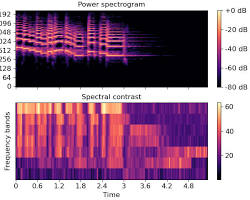 Power spectrogram
8192
4096
2048
1024
512
256
128
64
0
+0 dB
-20 dB
-40 dB
-60 dB
-80 dB
Spectral contrast
Frequency bands
60
40
20
0 0.6 1.2 1.8 2.4 3 3.6 4.2 4.8
Time